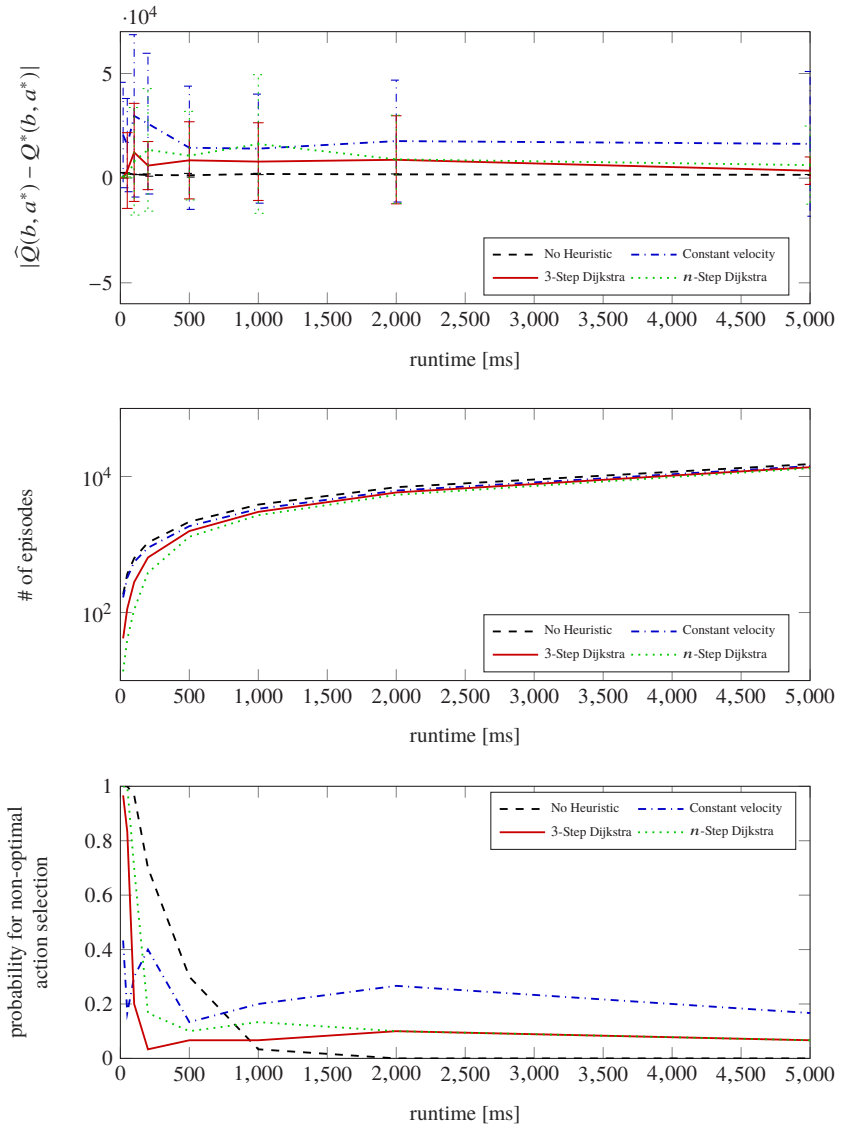 ·10⁴
|Q̂(b, a*) − Q*(b, a*)|
5
0
−5
No Heuristic
Constant velocity
3-Step Dijkstra
n-Step Dijkstra
0 500 1,000 1,500 2,000 2,500 3,000 3,500 4,000 4,500 5,000
runtime [ms]
# of episodes
10⁴
10²
No Heuristic
Constant velocity
3-Step Dijkstra
n-Step Dijkstra
0 500 1,000 1,500 2,000 2,500 3,000 3,500 4,000 4,500 5,000
runtime [ms]
probability for non-optimal
action selection
1
0.8
0.6
0.4
0.2
0
No Heuristic
Constant velocity
3-Step Dijkstra
n-Step Dijkstra
0 500 1,000 1,500 2,000 2,500 3,000 3,500 4,000 4,500 5,000
runtime [ms]